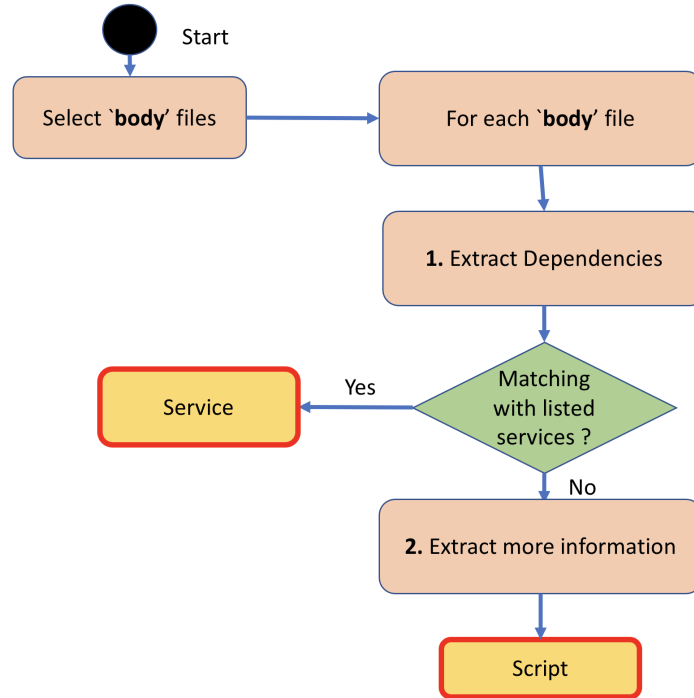 Start
Select `body’ files
For each `body’ file
1. Extract Dependencies
Matching
with listed
services ?
Yes
Service
No
2. Extract more information
Script